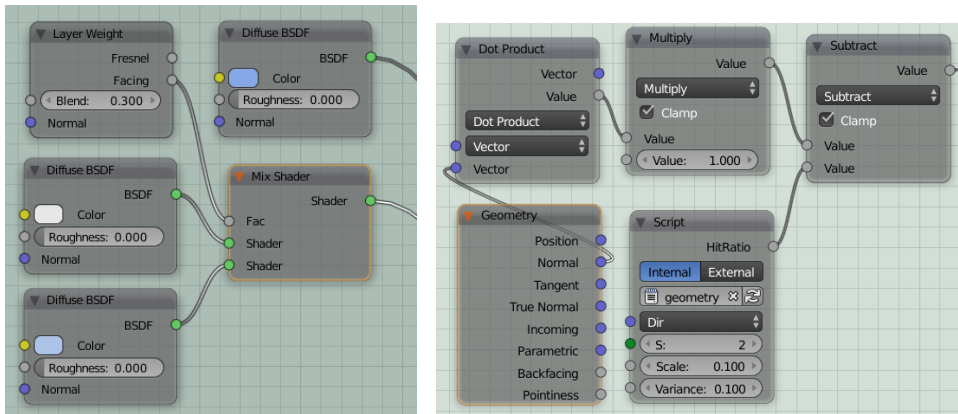 Layer Weight
Fresnel
Facing
Blend: 0.300
Normal
Diffuse BSDF
BSDF
Color
Roughness: 0.000
Normal
Diffuse BSDF
BSDF
Color
Roughness: 0.000
Normal
Mix Shader
Shader
Fac
Shader
Shader
Diffuse BSDF
BSDF
Color
Roughness: 0.000
Normal
Dot Product
Vector
Value
Dot Product
Vector
Vector
Multiply
Value
Multiply
Clamp
Value
Value: 1.000
Subtract
Value
Subtract
Clamp
Value
Value
Geometry
Position
Normal
Tangent
True Normal
Incoming
Parametric
Backfacing
Pointiness
Script
HitRatio
Internal External
geometry
Dir
S: 2
Scale: 0.100
Variance: 0.100